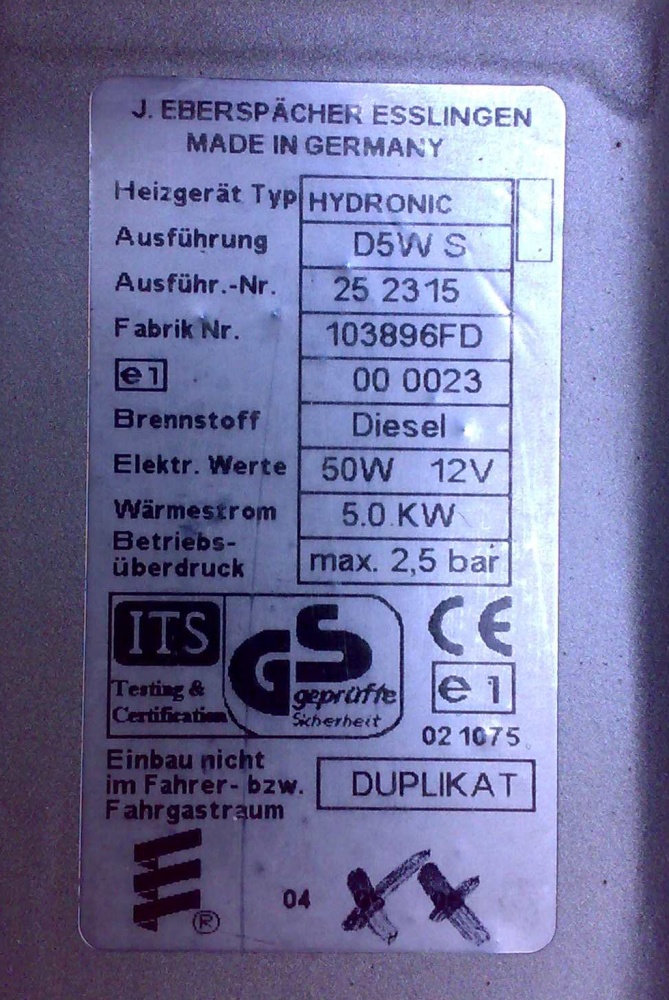 J. EBERSPÄCHER ESSLINGEN
MADE IN GERMANY
Heizgerät Typ HYDRONIC
Ausführung D5W S
Ausführ.-Nr. 25 2315
Fabrik Nr. 103896FD
e1 00 0023
Brennstoff Diesel
Elektr. Werte 50W 12V
Wärmestrom 5.0 KW
Betriebs-
überdruck max. 2,5 bar
ITS
Testing &
Certification
GS
geprüfte
Sicherheit
CE
e1
02 1075
Einbau nicht
im Fahrer- bzw.
Fahrgastraum
DUPLIKAT
®
04